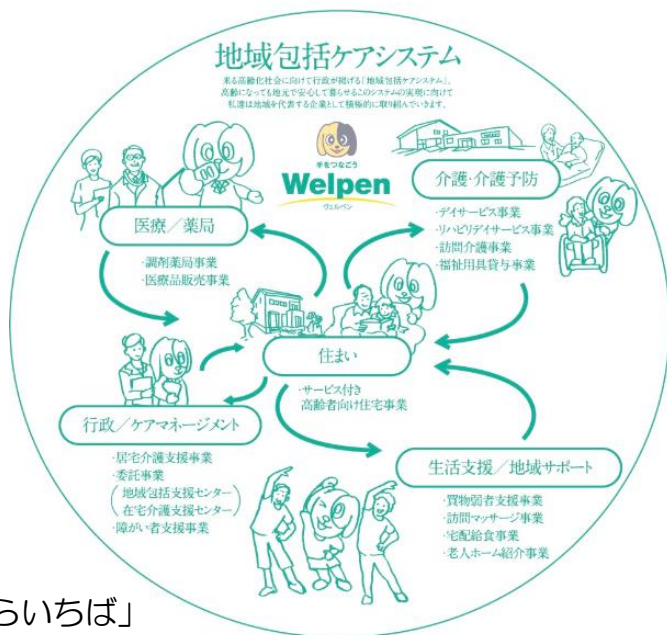 地域包括ケアシステム
来る高齢化社会に向けて行政が掲げる「地域包括ケアシステム」。
高齢になっても地元で安心して暮らせるこのシステムの実現に向けて
私達は地域を代表する企業として積極的に取り組んでいきます。
手をつなごう
Welpen
ヴェルペン
医療／薬局
・調剤薬局事業
・医療品販売事業
介護・介護予防
・デイサービス事業
・リハビリデイサービス事業
・訪問介護事業
・福祉用具貸与事業
住まい
・サービス付き
高齢者向け住宅事業
行政／ケアマネージメント
・居宅介護支援事業
・委託事業
（地域包括支援センター
在宅介護支援センター）
・障がい者支援事業
生活支援／地域サポート
・買物弱者支援事業
・訪問マッサージ事業
・宅配給食事業
・老人ホーム紹介事業
らいちば」